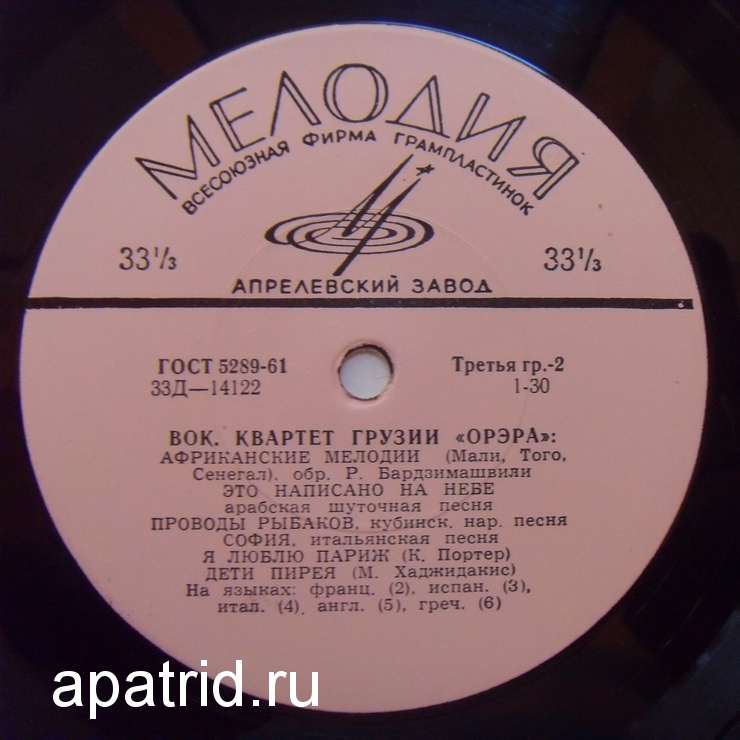 МЕЛОДИЯ
ВСЕСОЮЗНАЯ ФИРМА ГРАМПЛАСТИНОК
33⅓ 33⅓
АПРЕЛЕВСКИЙ ЗАВОД
ГОСТ 5289-61 Третья гр.-2
33Д—14122 1-30
ВОК. КВАРТЕТ ГРУЗИИ «ОРЭРА»:
АФРИКАНСКИЕ МЕЛОДИИ (Мали, Того,
Сенегал), обр. Р. Бардзимашвили
ЭТО НАПИСАНО НА НЕБЕ
арабская шуточная песня
ПРОВОДЫ РЫБАКОВ, кубинск. нар. песня
СОФИЯ, итальянская песня
Я ЛЮБЛЮ ПАРИЖ (К. Портер)
ДЕТИ ПИРЕЯ (М. Хаджидакис)
На языках: франц. (2), испан. (3),
итал. (4), англ. (5), греч. (6)
apatrid.ru